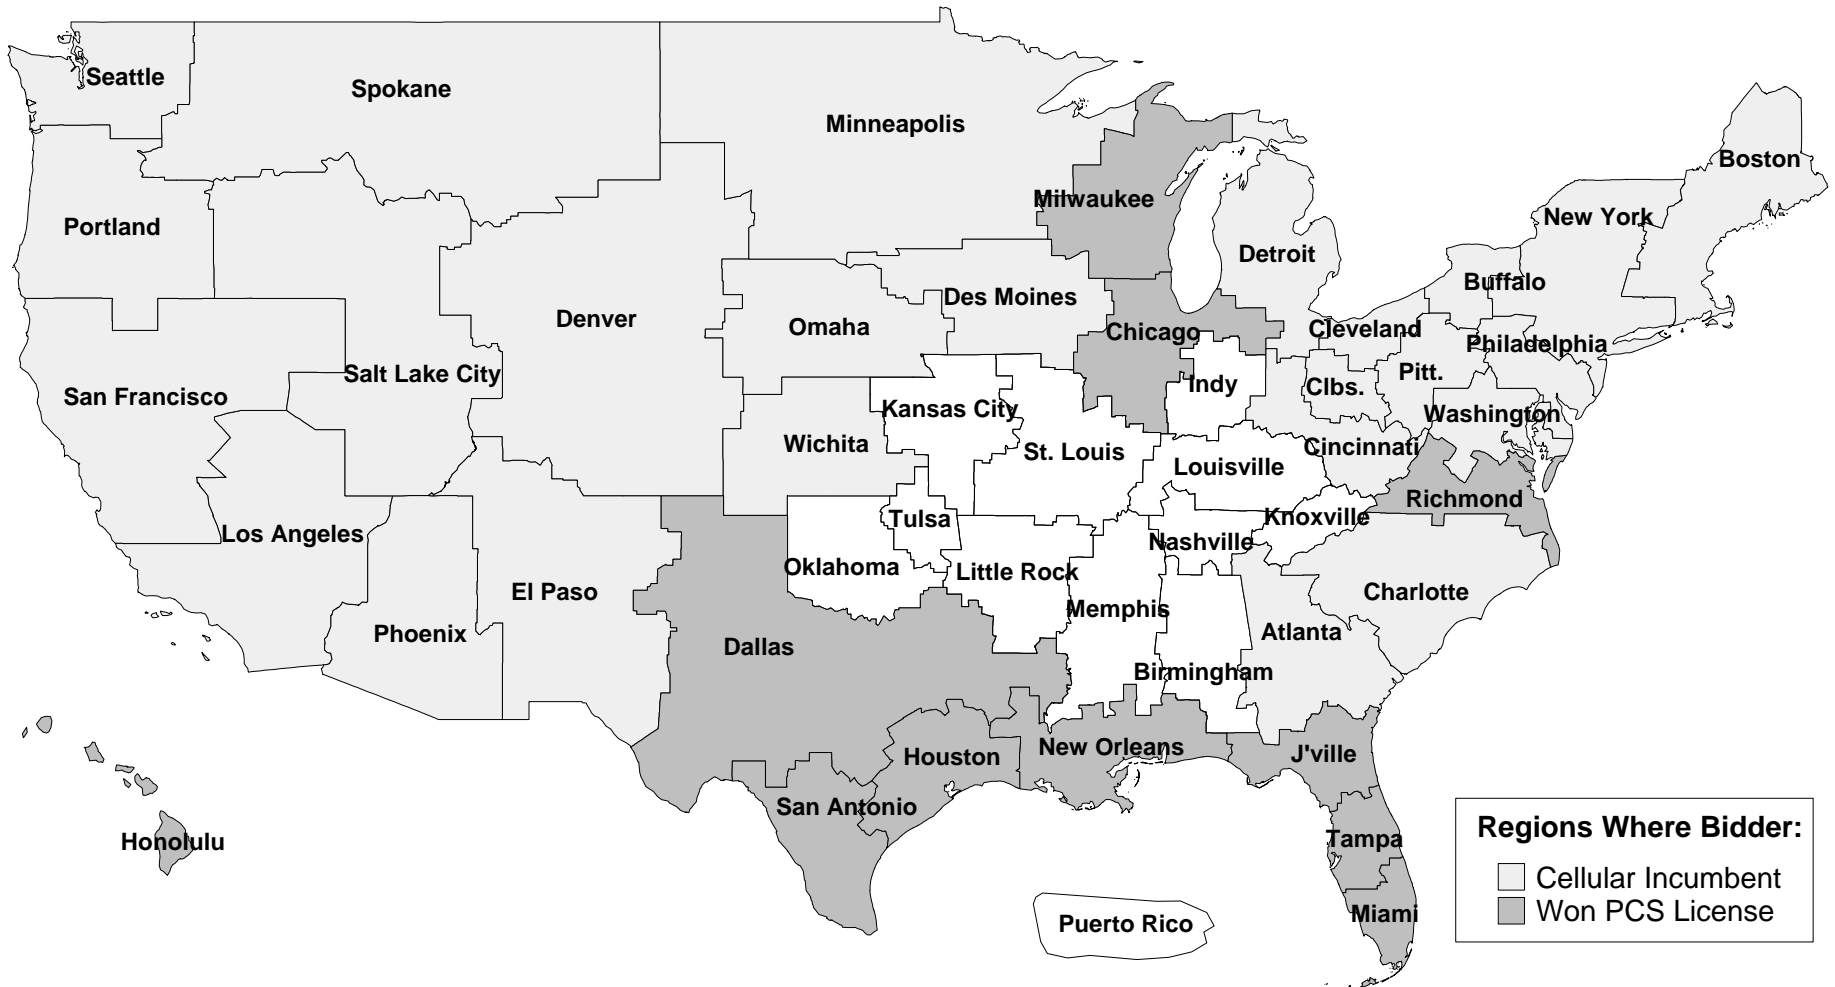 Seattle
Spokane
Minneapolis
Boston
Milwaukee
New York
Portland
Detroit
Buffalo
Des Moines
Denver
Omaha
Chicago
Cleveland
Philadelphia
Salt Lake City
Pitt.
Indy
Clbs.
San Francisco
Kansas City
Washington
Wichita
St. Louis
Cincinnati
Louisville
Richmond
Tulsa
Knoxville
Los Angeles
Nashville
Oklahoma
Little Rock
El Paso
Charlotte
Memphis
Phoenix
Atlanta
Dallas
Birmingham
New Orleans
J'ville
Houston
San Antonio
Honolulu
Tampa
Miami
Puerto Rico
Regions Where Bidder:
Cellular Incumbent
Won PCS License